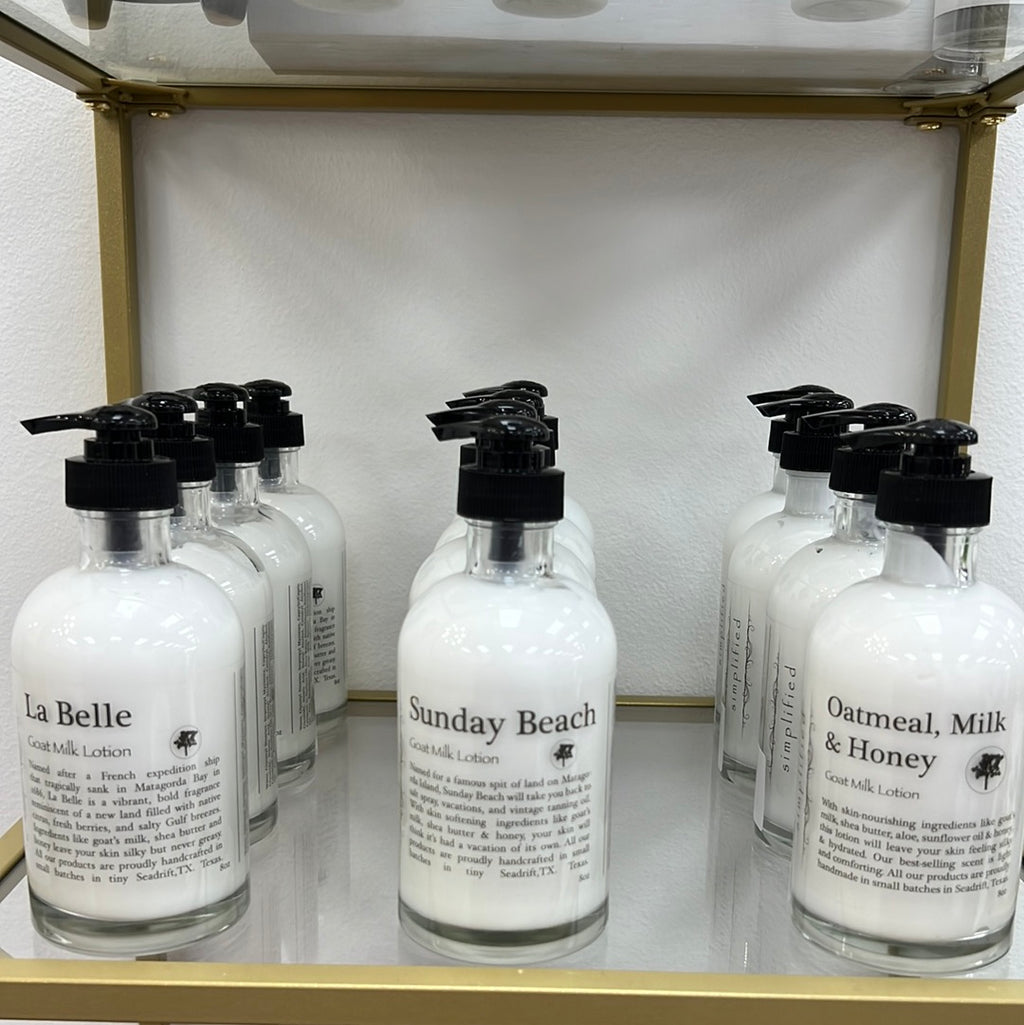 La Belle
Goat Milk Lotion
Named after a French expedition ship
that tragically sank in Matagorda Bay in
1686, La Belle is a vibrant, bold fragrance
reminiscent of a new land filled with native
citrus, fresh berries, and salty Gulf breezes.
Ingredients like goat's milk, shea butter and
honey leave your skin silky but never greasy.
All our products are proudly handcrafted in
small batches in tiny Seadrift,TX. Texas.
8oz
Sunday Beach
Goat Milk Lotion
Named for a famous spit of land on Matago-
rda Island, Sunday Beach will take you back to
salt spray, vacations, and vintage tanning oil.
With skin softening ingredients like goat's
milk, shea butter & honey, your skin will
think it's had a vacation of its own. All our
products are proudly handcrafted in small
batches in tiny Seadrift,TX. Texas.
8oz
simplified
simplified
Oatmeal, Milk
& Honey
Goat Milk Lotion
With skin-nourishing ingredients like goat's
milk, shea butter, aloe, sunflower oil & honey,
this lotion will leave your skin feeling silky
& hydrated. Our best-selling scent is light
and comforting. All our products are proudly
handmade in small batches in Seadrift, Texas.
8oz